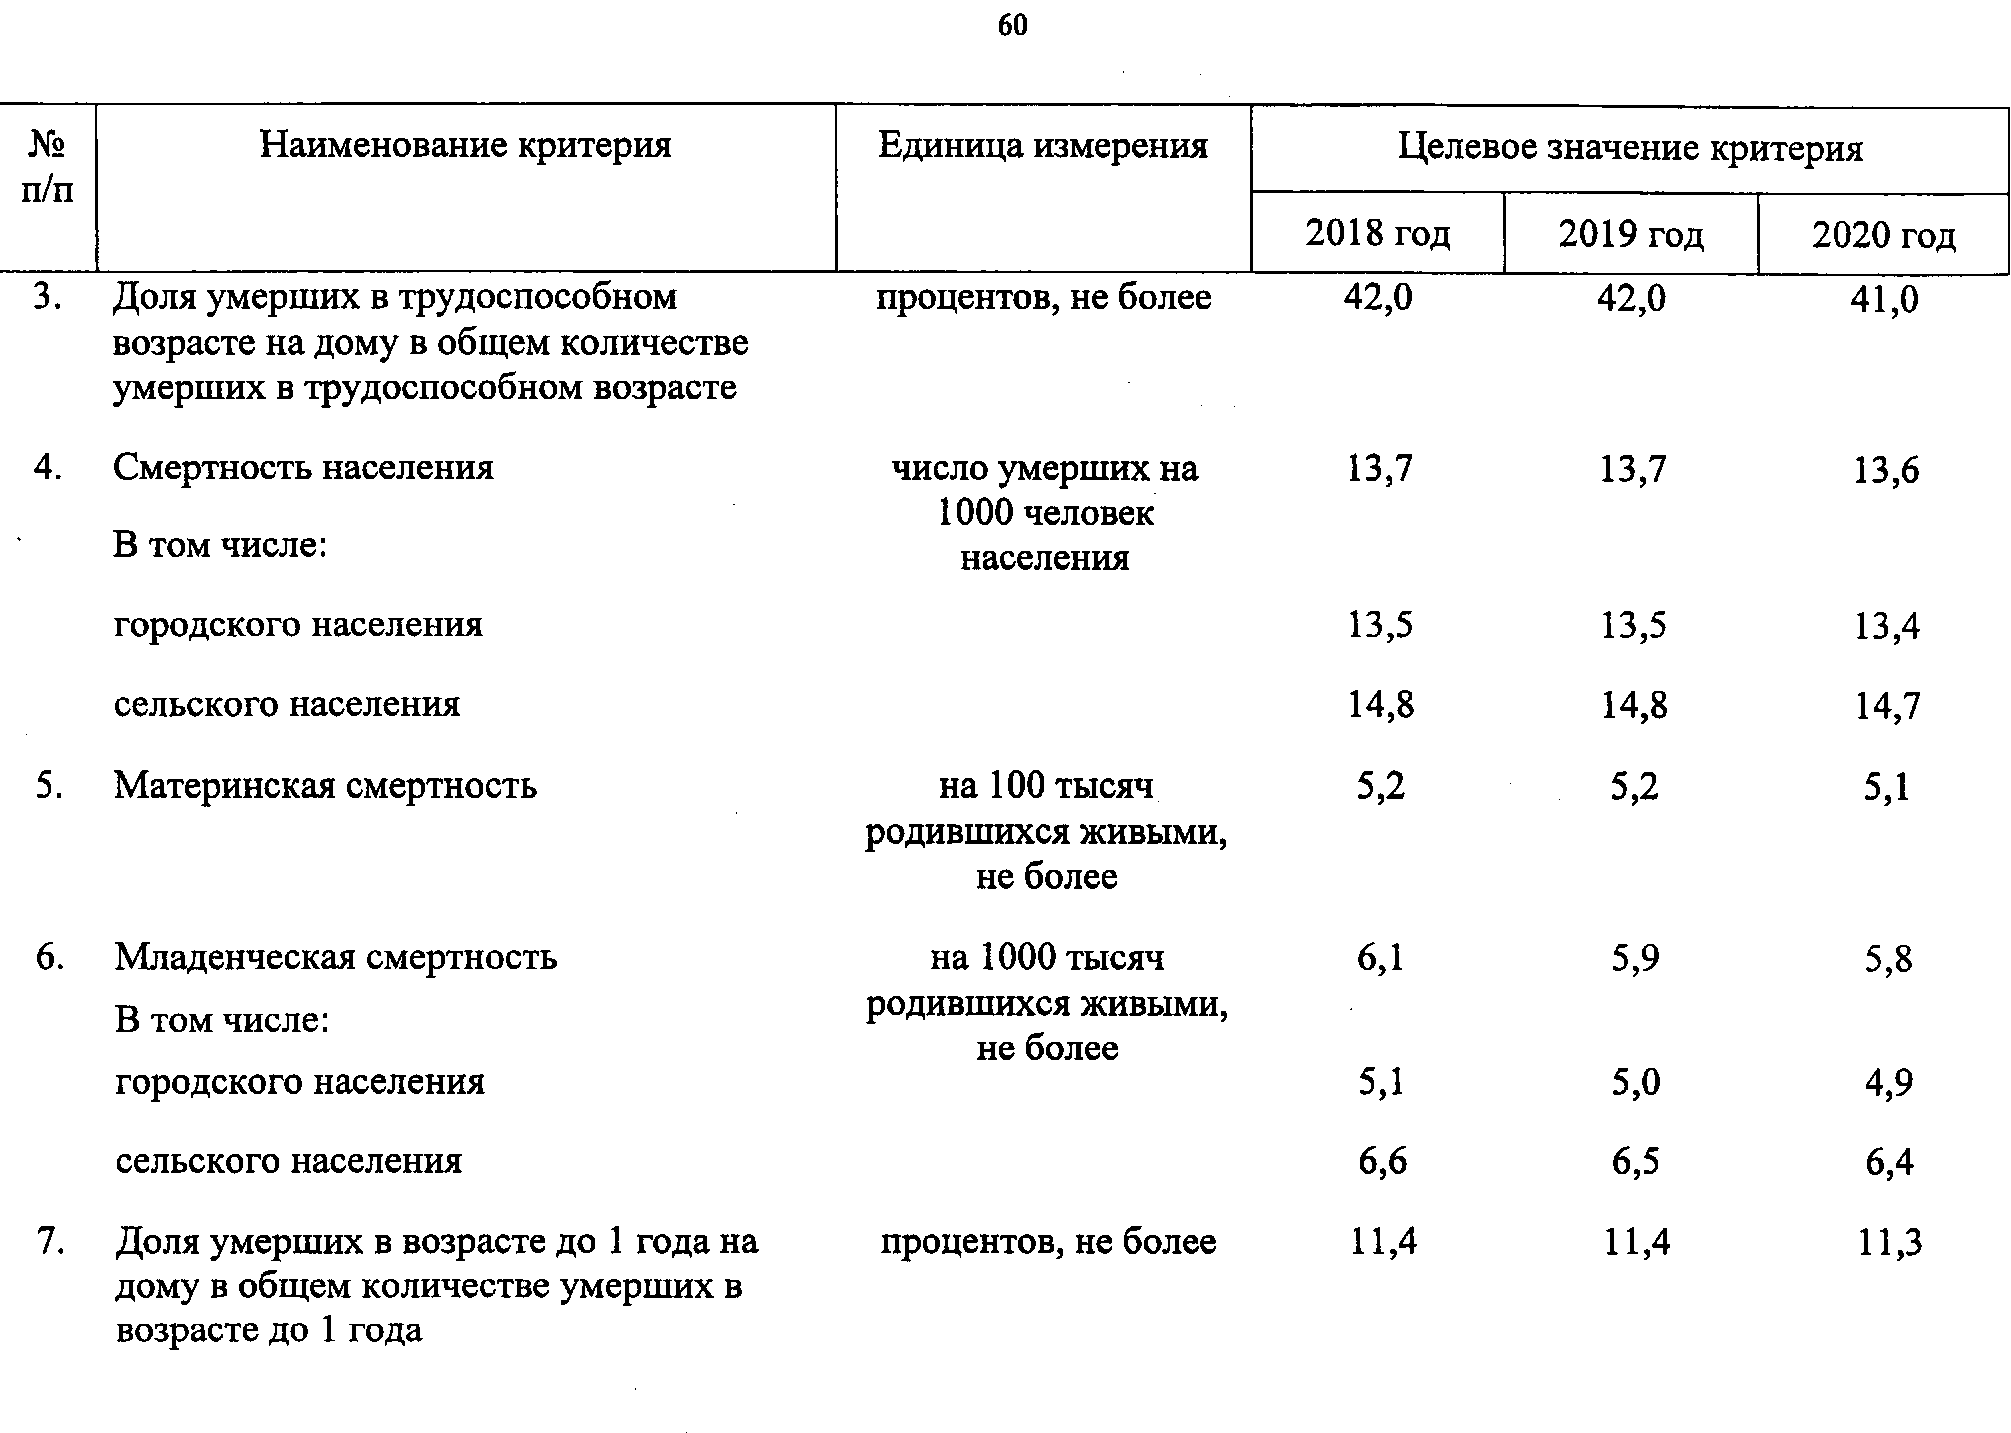 60
№ п/п
Наименование критерия
Единица измерения
Целевое значение критерия
2018 год 2019 год 2020 год
3. Доля умерших в трудоспособном процентов, не более 42,0 42,0 41,0
возрасте на дому в общем количестве
умерших в трудоспособном возрасте
4. Смертность населения число умерших на 13,7 13,7 13,6
1000 человек
В том числе:
населения
городского населения 13,5 13,5 13,4
сельского населения 14,8 14,8 14,7
5. Материнская смертность на 100 тысяч 5,2 5,2 5,1
родившихся живыми,
не более
6. Младенческая смертность на 1000 тысяч 6,1 5,9 5,8
родившихся живыми,
В том числе:
не более
городского населения 5,1 5,0 4,9
сельского населения 6,6 6,5 6,4
7. Доля умерших в возрасте до 1 года на процентов, не более 11,4 11,4 11,3
дому в общем количестве умерших в
возрасте до 1 года